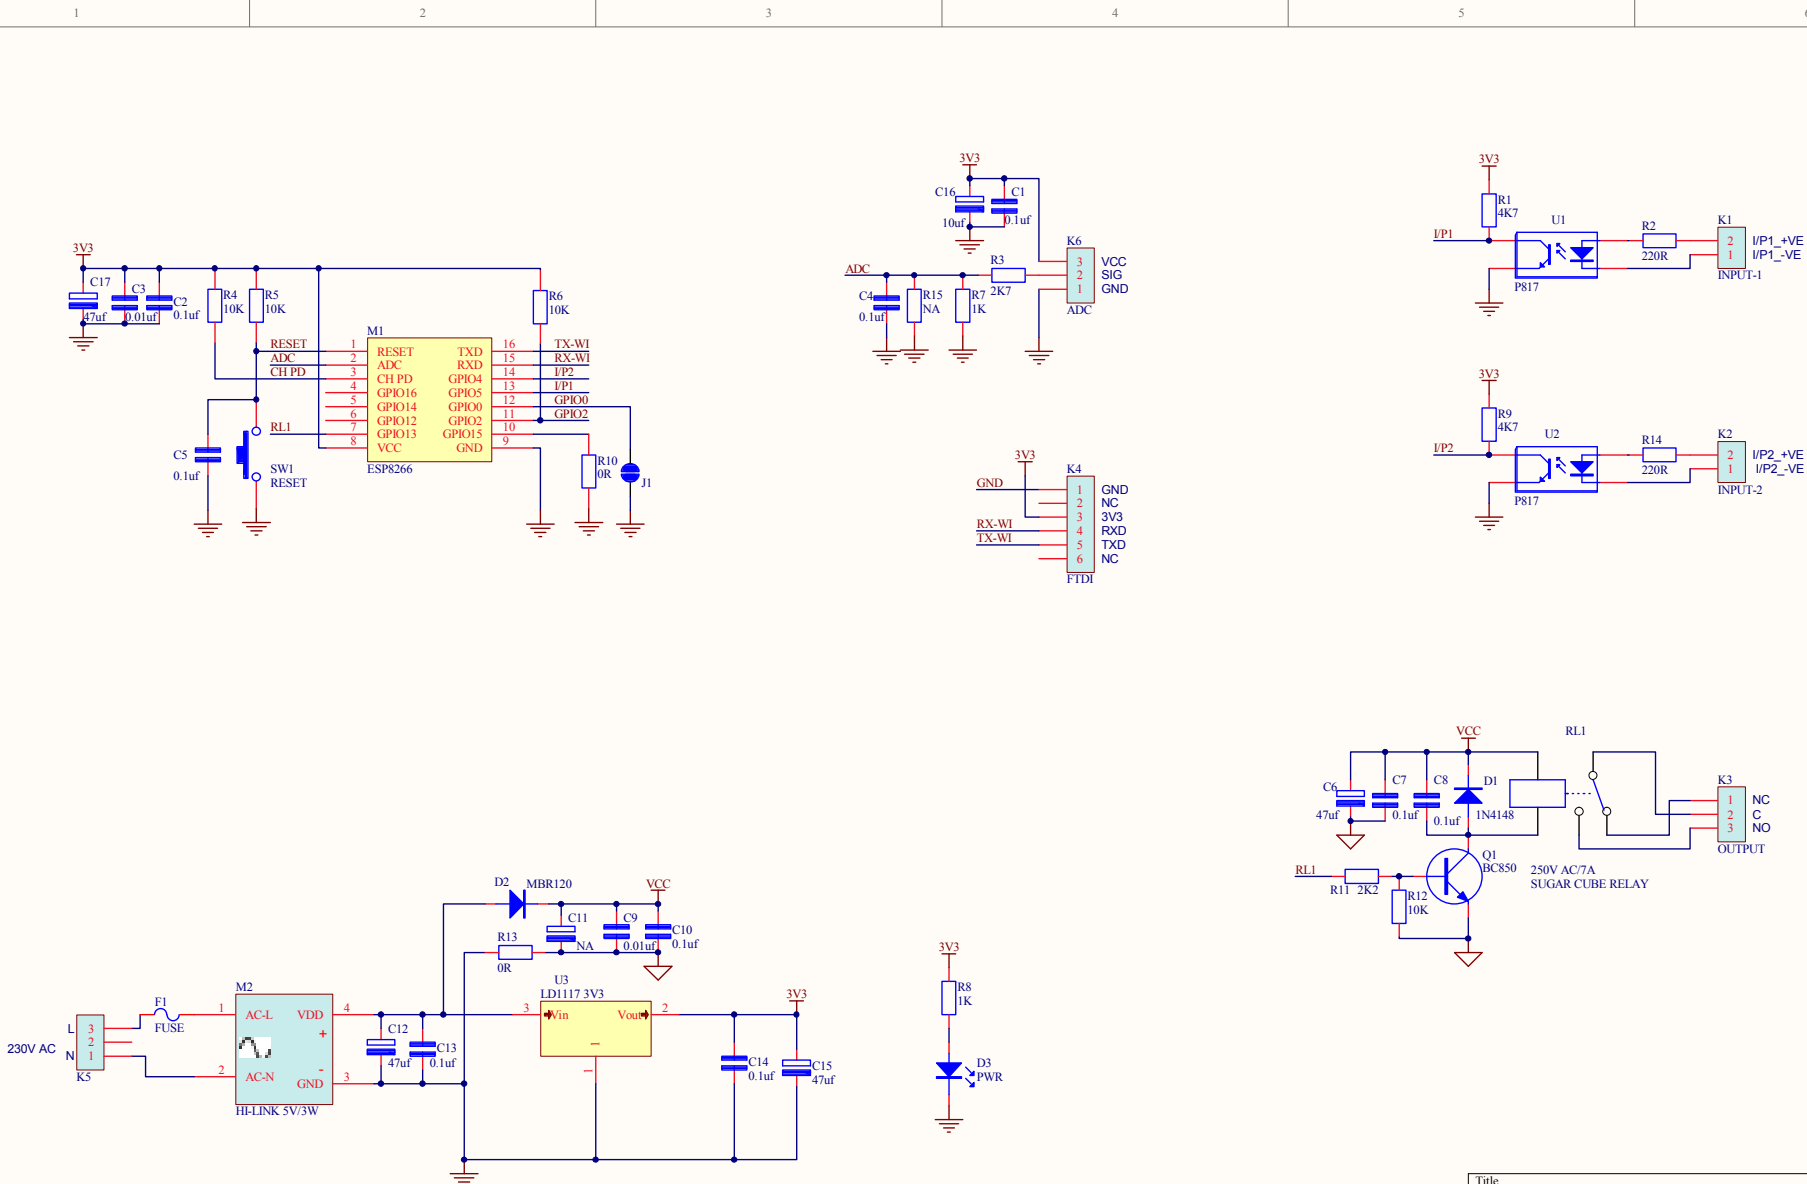 1 2 3 4 5 6
3V3
C17
47uf
C3
0.01uf
C2
0.1uf
R4
10K
R5
10K
R6
10K
M1
RESET 1 RESET TXD 16 TX-WI
ADC 2 ADC RXD 15 RX-WI
CH PD 3 CH PD GPIO4 14 I/P2
4 GPIO16 GPIO5 13 I/P1
5 GPIO14 GPIO0 12 GPIO0
6 GPIO12 GPIO2 11 GPIO2
RL1 7 GPIO13 GPIO15 10
8 VCC GND 9
ESP8266
C5
0.1uf
SW1
RESET
R10
0R
J1
3V3
C16
10uf
C1
0.1uf
K6
ADC
R3
2K7
3 VCC
2 SIG
1 GND
ADC
C4
0.1uf
R15
NA
R7
1K
3V3
K4
GND 1 GND
2 NC
3 3V3
RX-WI 4 RXD
TX-WI 5 TXD
6 NC
FTDI
3V3
R1
4K7
I/P1
U1
P817
R2
220R
K1
2 I/P1_+VE
1 I/P1_-VE
INPUT-1
3V3
R9
4K7
I/P2
U2
P817
R14
220R
K2
2 I/P2_+VE
1 I/P2_-VE
INPUT-2
VCC
RL1
C6
47uf
C7
0.1uf
C8
0.1uf
D1
1N4148
K3
1 NC
2 C
3 NO
OUTPUT
Q1
BC850
250V AC/7A
SUGAR CUBE RELAY
RL1
R11 2K2
R12
10K
D2 MBR120
VCC
C11
NA
C9
0.01uf
C10
0.1uf
R13
0R
U3
LD1117 3V3
3 Vin Vout 2
1
1
3V3
M2
F1
FUSE
1 AC-L VDD 4
+
-
2 AC-N GND 3
HI-LINK 5V/3W
230V AC
L 3
2
N 1
K5
C12
47uf
C13
0.1uf
C14
0.1uf
C15
47uf
3V3
R8
1K
D3
PWR
Title